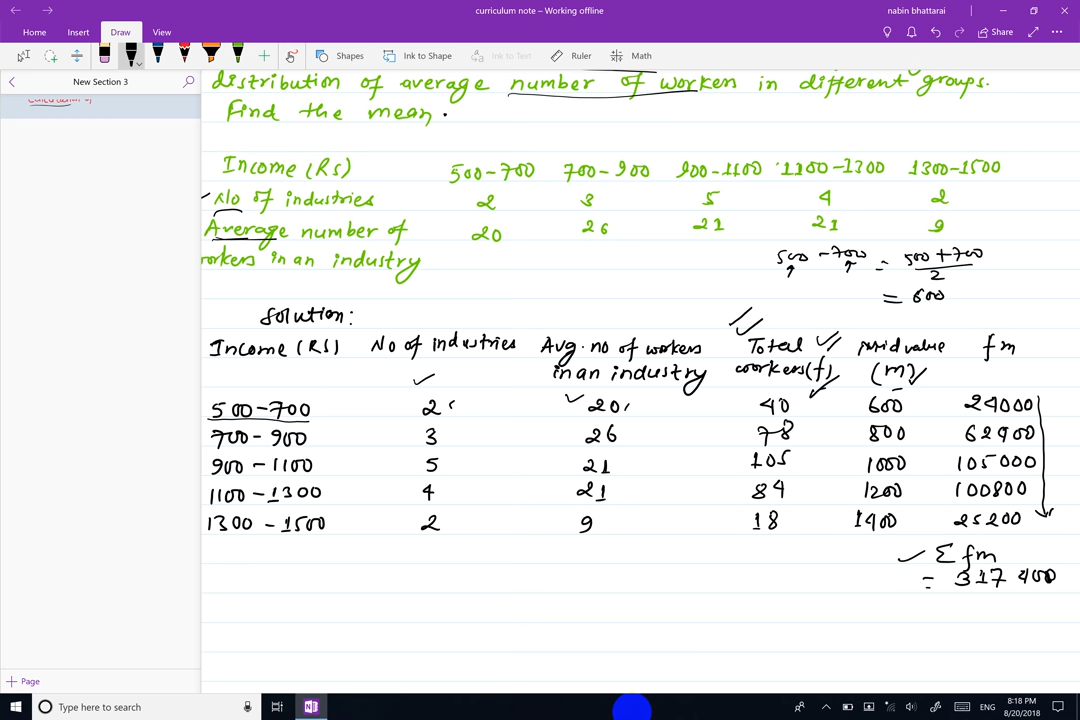 curriculum note – Working offline
nabin bhattarai
Home Insert Draw View
Share
Shapes Ink to Shape Ink to Text Ruler Math
New Section 3
distribution of average number of workers in different groups.
Find the mean.
Income (Rs) 500-700 700-900 900-1100 1100-1300 1300-1500
No of industries 2 3 5 4 2
Average number of 20 26 21 21 9
workers in an industry
500 - 700 = 500 + 700
2
= 600
Solution:
Income (RS) No of industries Avg. no of workers Total mid value fm
in an industry workers(f) (m)
500-700 2 20 40 600 24000
700-900 3 26 78 800 62400
900-1100 5 21 105 1000 105000
1100-1300 4 21 84 1200 100800
1300-1500 2 9 18 1400 25200
Σ fm
= 317 400
Page
Type here to search
ENG
8:18 PM
8/20/2018